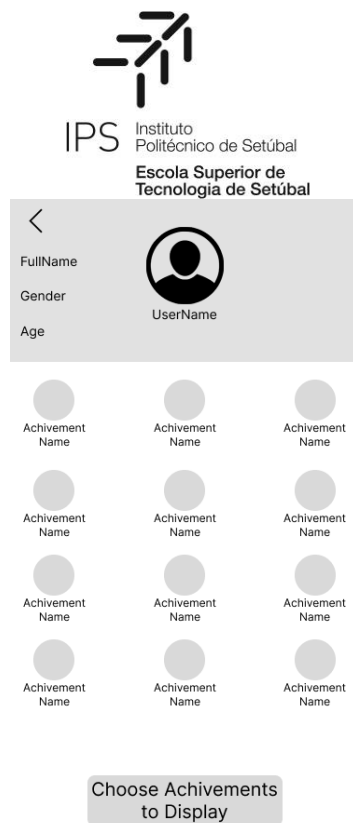 IPS
Instituto
Politécnico de Setúbal
Escola Superior de
Tecnologia de Setúbal
FullName
Gender
Age
UserName
Achivement
Name
Achivement
Name
Achivement
Name
Achivement
Name
Achivement
Name
Achivement
Name
Achivement
Name
Achivement
Name
Achivement
Name
Achivement
Name
Achivement
Name
Achivement
Name
Choose Achivements
to Display